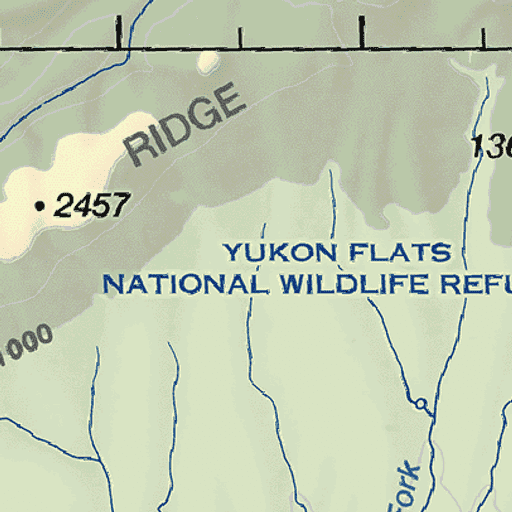 RIDGE
136
2457
YUKON FLATS
NATIONAL WILDLIFE REFU
1000
Fork